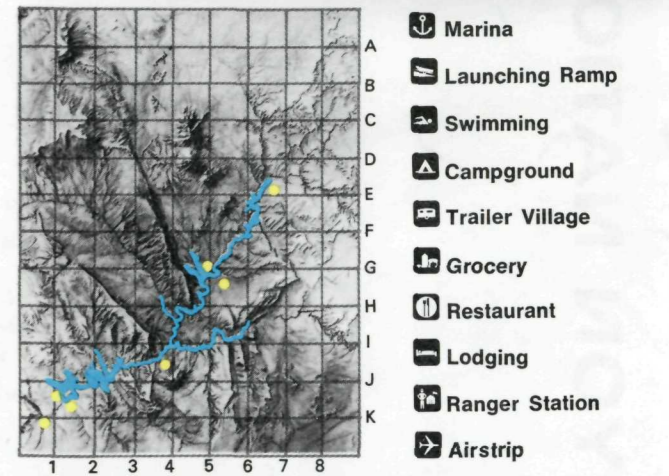 A
B
C
D
E
F
G
H
I
J
K
1 2 3 4 5 6 7 8
Marina
Launching Ramp
Swimming
Campground
Trailer Village
Grocery
Restaurant
Lodging
Ranger Station
Airstrip